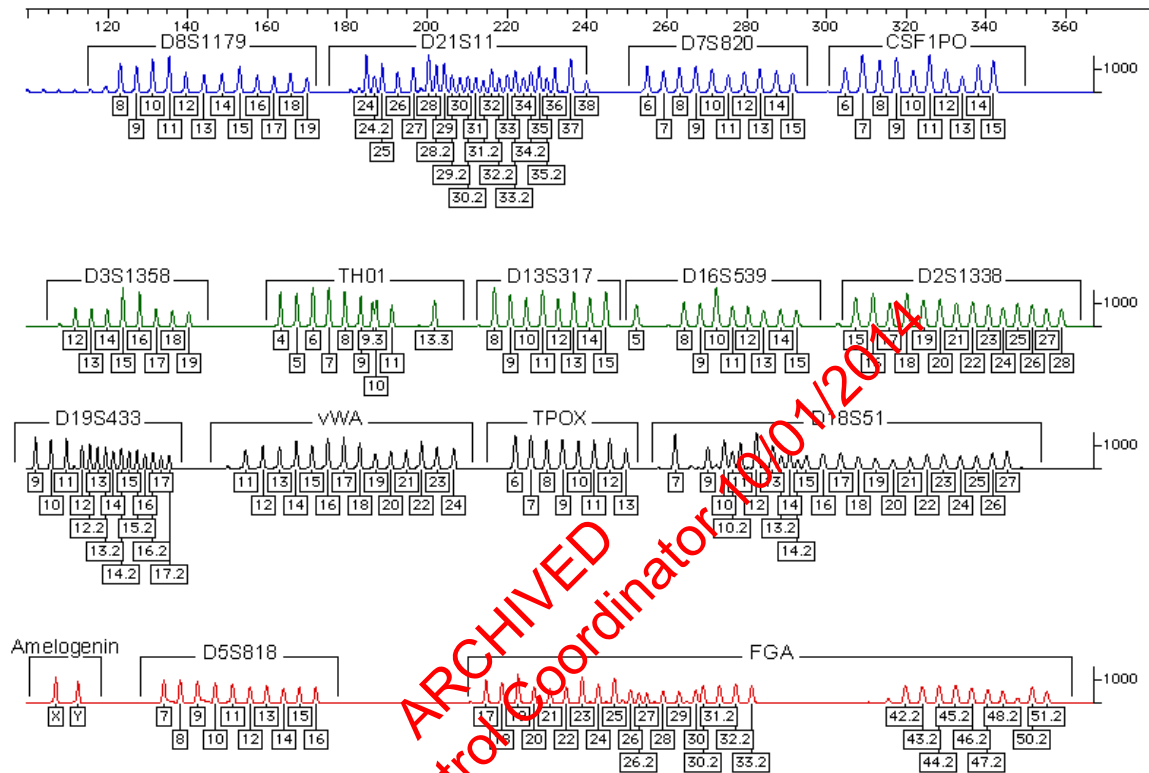 120 140 160 180 200 220 240 260 280 300 320 340 360
D8S1179 D21S11 D7S820 CSF1PO
1000
8 10 12 14 16 18 24 26 28 30 32 34 36 38 6 8 10 12 14 6 8 10 12 14
9 11 13 15 17 19 24.2 27 29 31 33 35 37 7 9 11 13 15 7 9 11 13 15
25 28.2 31.2 34.2
29.2 32.2 35.2
30.2 33.2
D3S1358 TH01 D13S317 D16S539 D2S1338
1000
12 14 16 18 4 6 8 9.3 13.3 8 10 12 14 5 8 10 12 14 15 17 19 21 23 25 27
13 15 17 19 5 7 9 11 9 11 13 15 9 11 13 15 16 18 20 22 24 26 28
10
D19S433 vWA TPOX D18S51
1000
9 11 13 15 17 11 13 15 17 19 21 23 6 8 10 12 7 9 11 13 15 17 19 21 23 25 27
10 12 14 16 12 14 16 18 20 22 24 7 9 11 13 10 12 14 16 18 20 22 24 26
12.2 15.2 10.2 13.2
13.2 16.2 14.2
14.2 17.2
Amelogenin D5S818 FGA
1000
X Y 7 9 11 13 15 17 21 23 25 27 29 31.2 42.2 45.2 48.2 51.2
8 10 12 14 16 18 20 22 24 26 28 30 32.2 43.2 46.2 50.2
26.2 30.2 33.2 44.2 47.2
ARCHIVED
trol Coordinator 10/01/2014